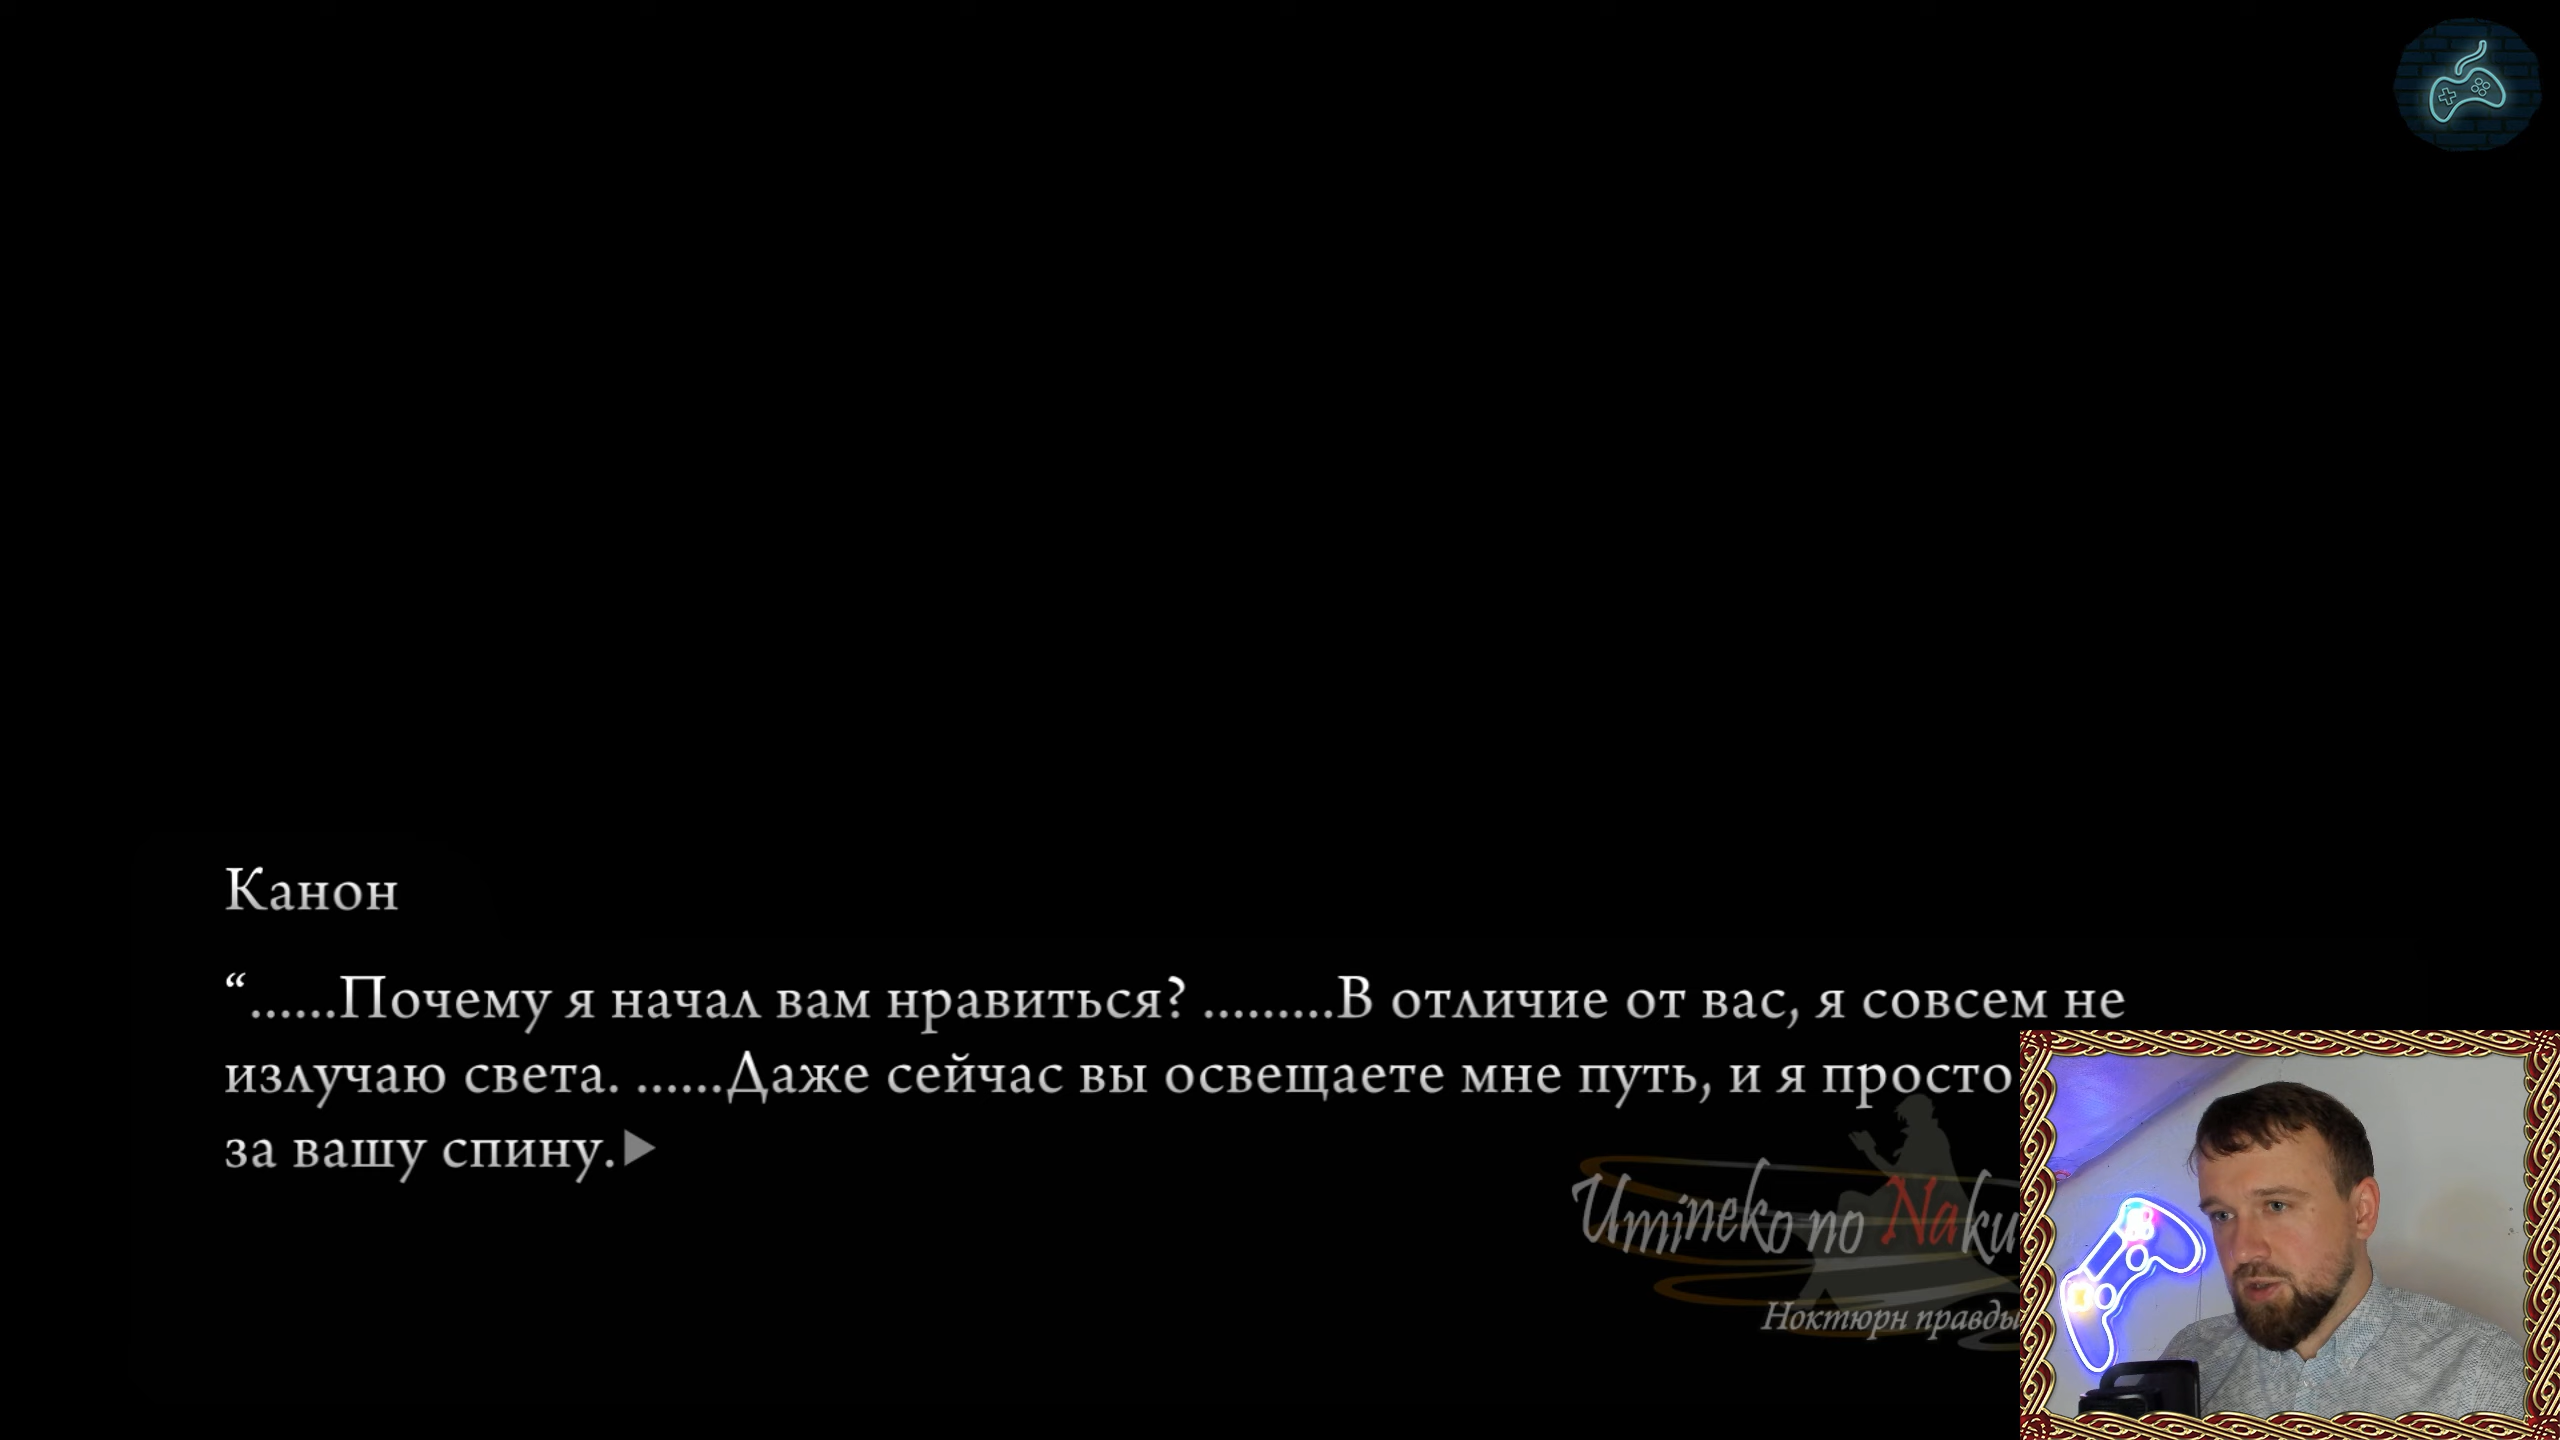 Канон
“......Почему я начал вам нравиться? .........В отличие от вас, я совсем не
излучаю света. ......Даже сейчас вы освещаете мне путь, и я просто
за вашу спину.
Umineko no Naku
Ноктюрн правды